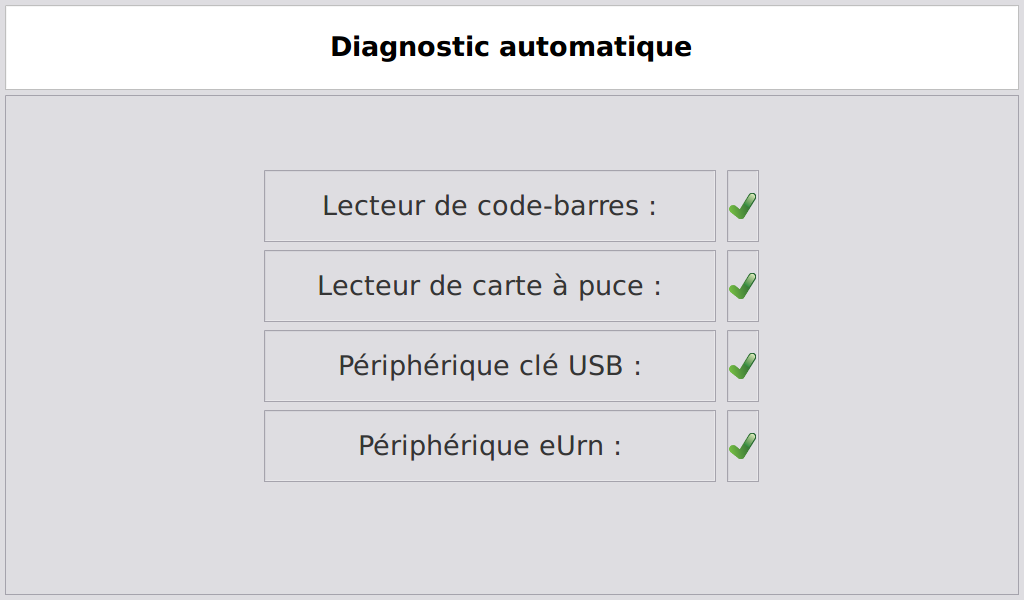 Diagnostic automatique
Lecteur de code-barres :
Lecteur de carte à puce :
Périphérique clé USB :
Périphérique eUrn :